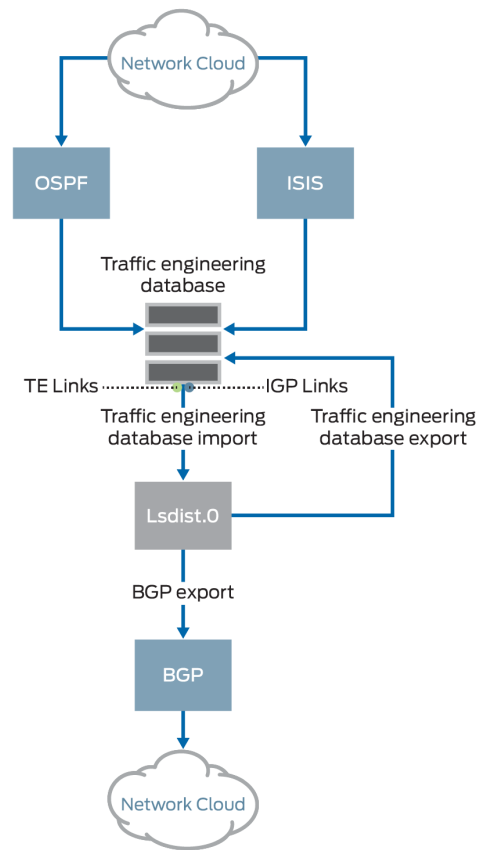 Network Cloud
OSPF
ISIS
Traffic engineering
database
TE Links
IGP Links
Traffic engineering
database import
Traffic engineering
database export
Lsdist.0
BGP export
BGP
Network Cloud